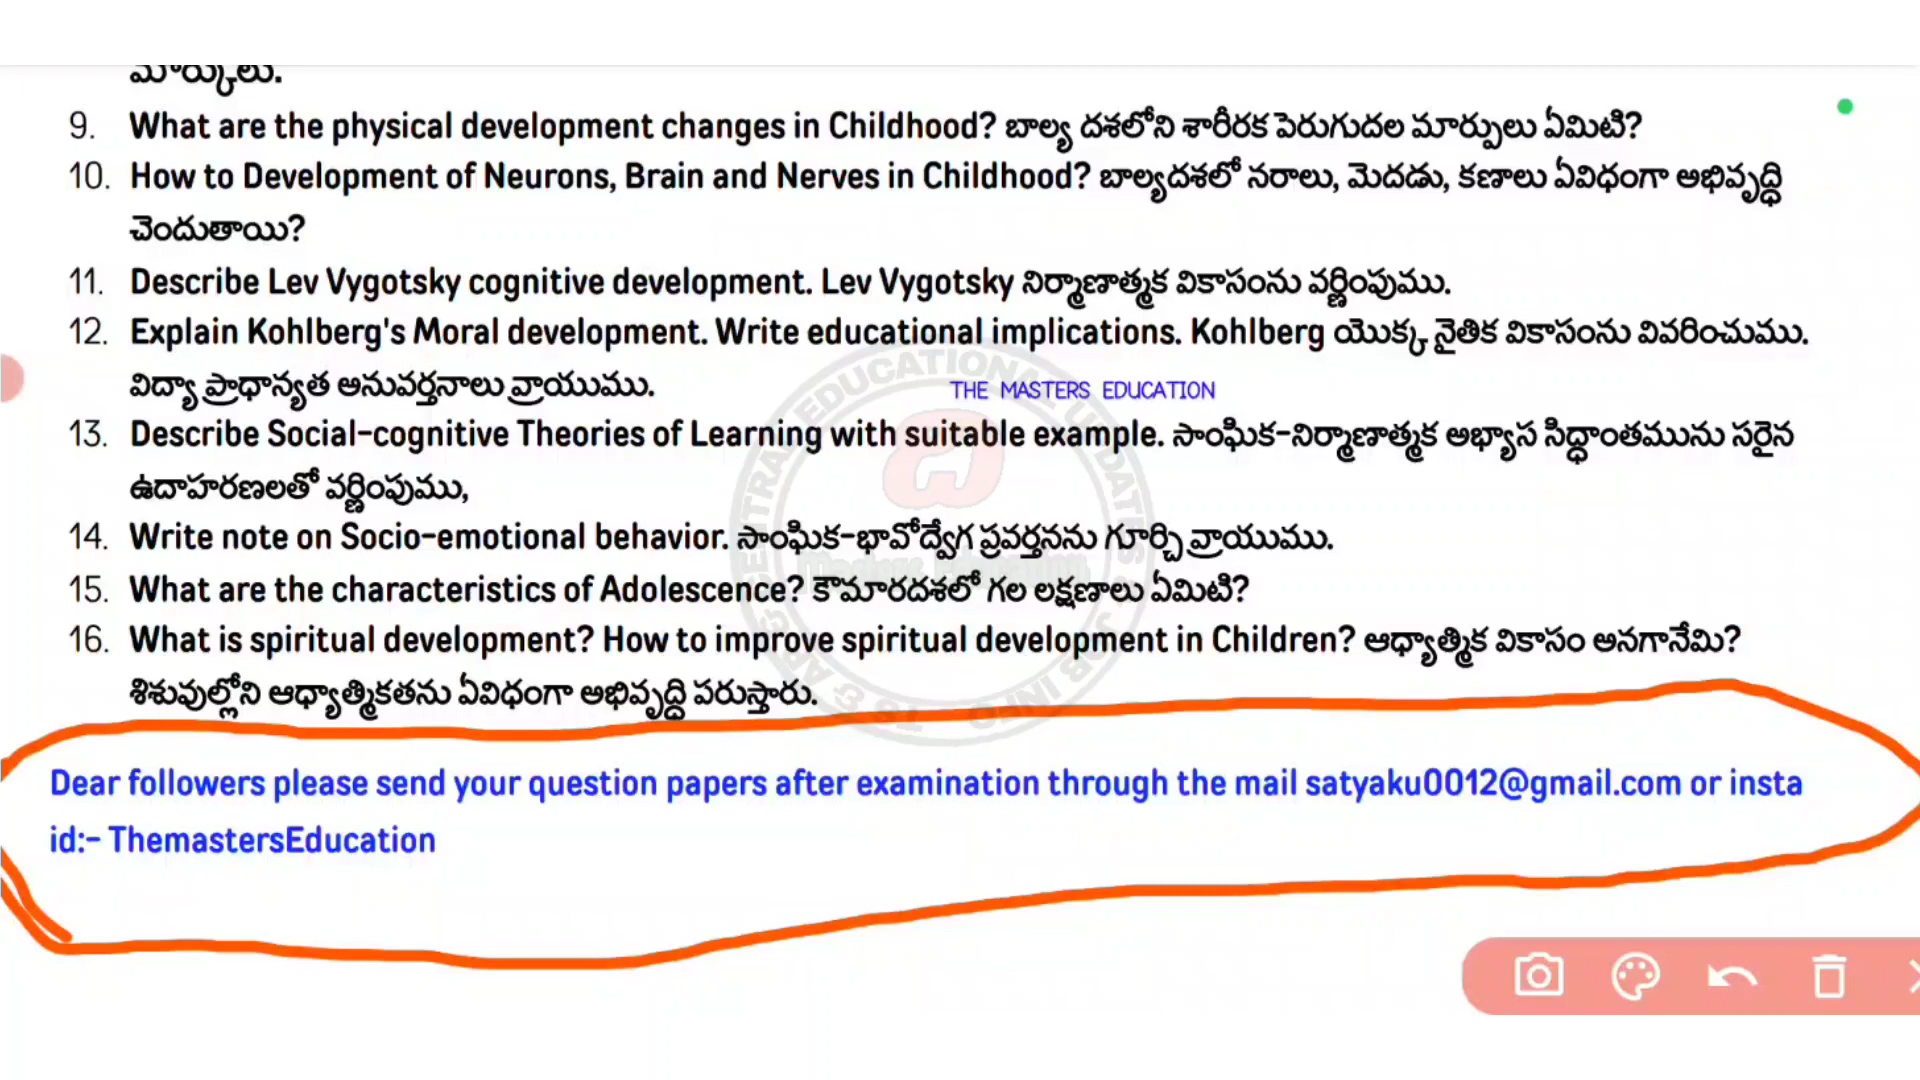 మార్కులు.
9. What are the physical development changes in Childhood? బాల్య దశలోని శారీరక పెరుగుదల మార్పులు ఏమిటి?
10. How to Development of Neurons, Brain and Nerves in Childhood? బాల్యదశలో నరాలు, మెదడు, కణాలు ఏవిధంగా అభివృద్ధి
చెందుతాయి?
11. Describe Lev Vygotsky cognitive development. Lev Vygotsky నిర్మాణాత్మక వికాసంను వర్ణింపుము.
12. Explain Kohlberg's Moral development. Write educational implications. Kohlberg యొక్క నైతిక వికాసంను వివరించుము.
విద్యా ప్రాధాన్యత అనువర్తనాలు వ్రాయుము.
THE MASTERS EDUCATION
13. Describe Social-cognitive Theories of Learning with suitable example. సాంఘిక-నిర్మాణాత్మక అభ్యాస సిద్ధాంతమును సరైన
ఉదాహరణలతో వర్ణింపుము,
14. Write note on Socio-emotional behavior. సాంఘిక-భావోద్వేగ ప్రవర్తనను గూర్చి వ్రాయుము.
15. What are the characteristics of Adolescence? కౌమారదశలో గల లక్షణాలు ఏమిటి?
16. What is spiritual development? How to improve spiritual development in Children? ఆధ్యాత్మిక వికాసం అనగానేమి?
శిశువుల్లోని ఆధ్యాత్మికతను ఏవిధంగా అభివృద్ధి పరుస్తారు.
Dear followers please send your question papers after examination through the mail satyaku0012@gmail.com or insta
id:- ThemastersEducation